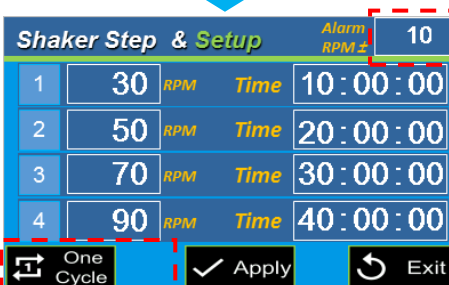 Shaker Step & Setup Alarm RPM± 10
1 30 RPM Time 10:00:00
2 50 RPM Time 20:00:00
3 70 RPM Time 30:00:00
4 90 RPM Time 40:00:00
1 One Cycle Apply Exit